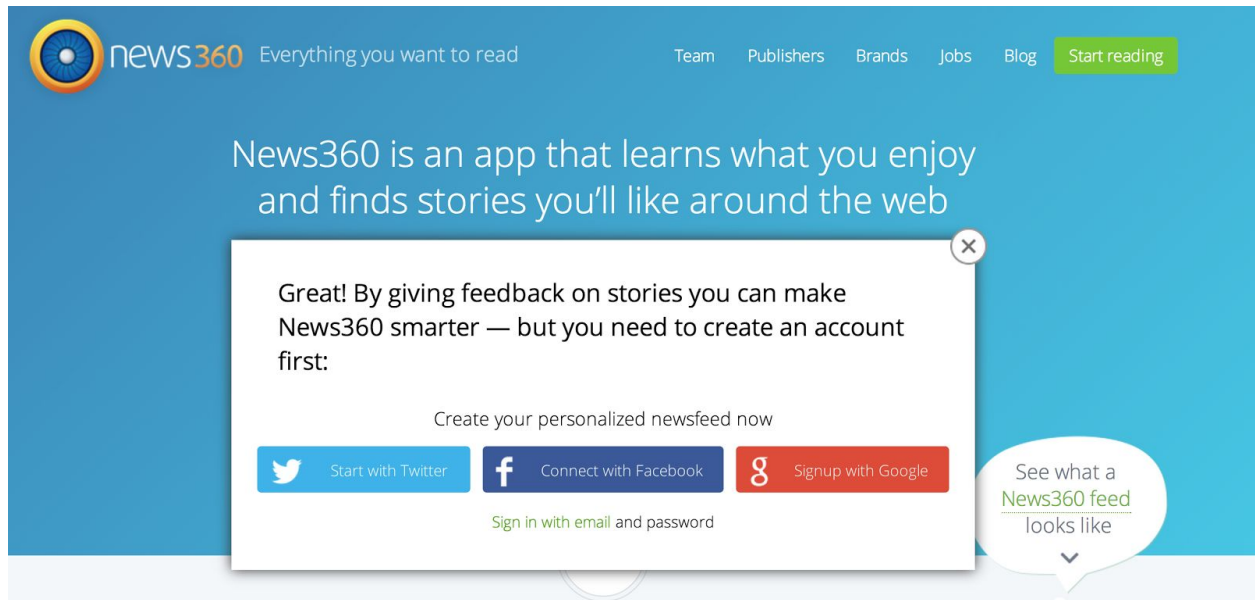 news360 Everything you want to read
Team Publishers Brands Jobs Blog Start reading
News360 is an app that learns what you enjoy
and finds stories you’ll like around the web
Great! By giving feedback on stories you can make
News360 smarter — but you need to create an account
first:
Create your personalized newsfeed now
Start with Twitter
Connect with Facebook
Signup with Google
Sign in with email and password
See what a
News360 feed
looks like